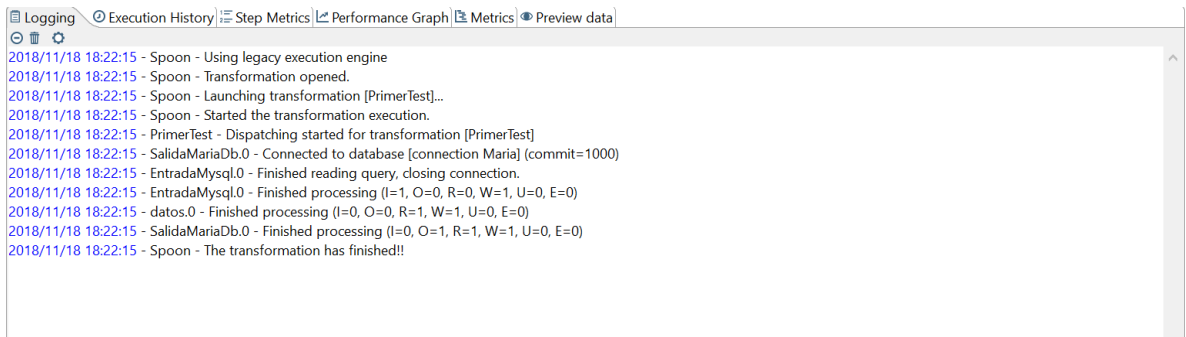 Logging Execution History Step Metrics Performance Graph Metrics Preview data
2018/11/18 18:22:15 - Spoon - Using legacy execution engine
2018/11/18 18:22:15 - Spoon - Transformation opened.
2018/11/18 18:22:15 - Spoon - Launching transformation [PrimerTest]...
2018/11/18 18:22:15 - Spoon - Started the transformation execution.
2018/11/18 18:22:15 - PrimerTest - Dispatching started for transformation [PrimerTest]
2018/11/18 18:22:15 - SalidaMariaDb.0 - Connected to database [connection Maria] (commit=1000)
2018/11/18 18:22:15 - EntradaMysql.0 - Finished reading query, closing connection.
2018/11/18 18:22:15 - EntradaMysql.0 - Finished processing (I=1, O=0, R=0, W=1, U=0, E=0)
2018/11/18 18:22:15 - datos.0 - Finished processing (I=0, O=0, R=1, W=1, U=0, E=0)
2018/11/18 18:22:15 - SalidaMariaDb.0 - Finished processing (I=0, O=1, R=1, W=1, U=0, E=0)
2018/11/18 18:22:15 - Spoon - The transformation has finished!!